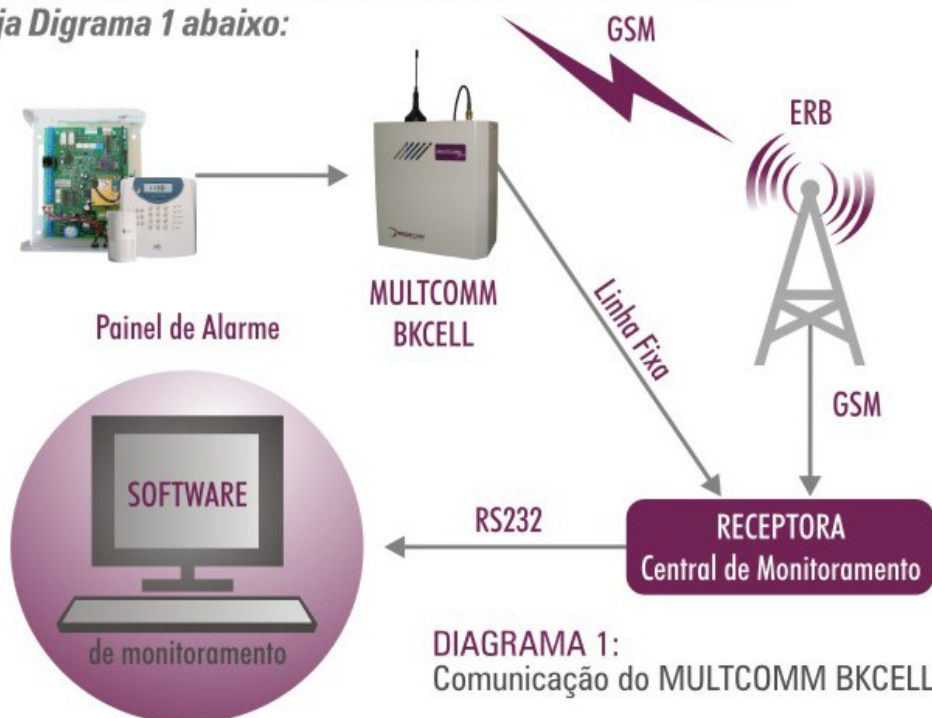 ja Digrama 1 abaixo:
GSM
ERB
MULTCOMM
BKCELL
Painel de Alarme
Linha Fixa
GSM
SOFTWARE
de monitoramento
RS232
RECEPTORA
Central de Monitoramento
DIAGRAMA 1:
Comunicação do MULTCOMM BKCELL